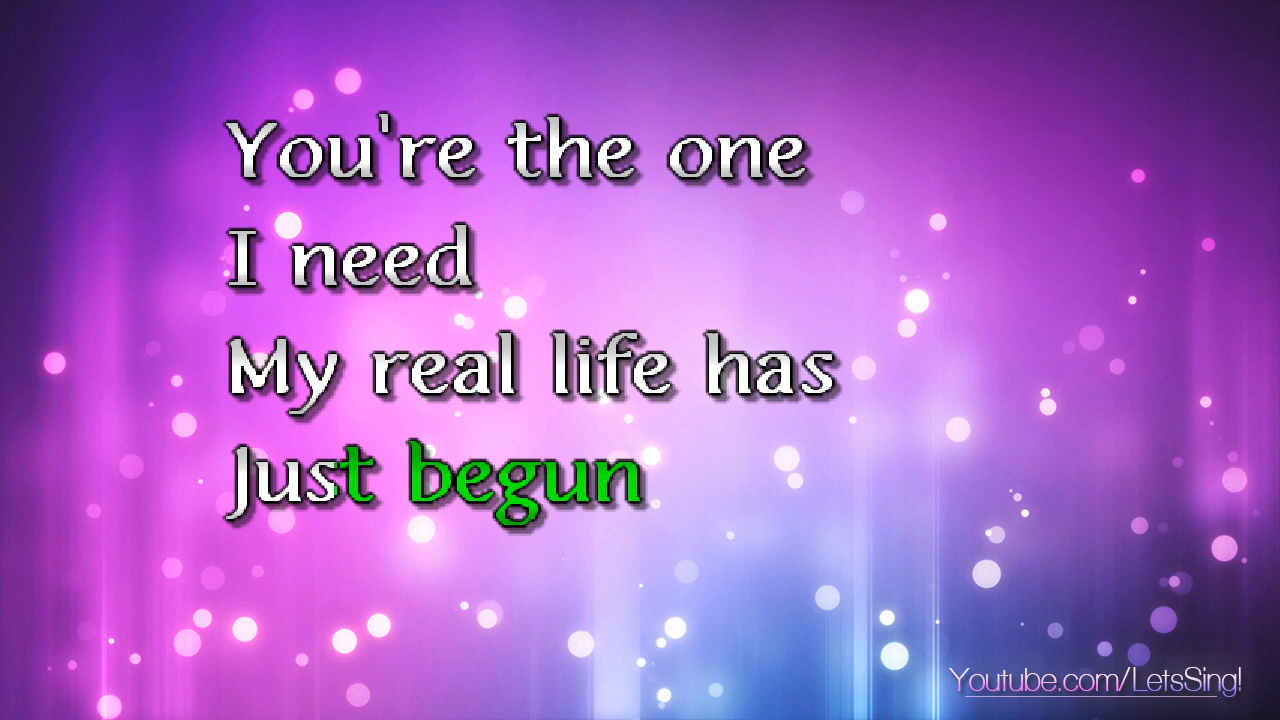 You're the one
I need
My real life has
Just begun
Youtube.com/LetsSing!